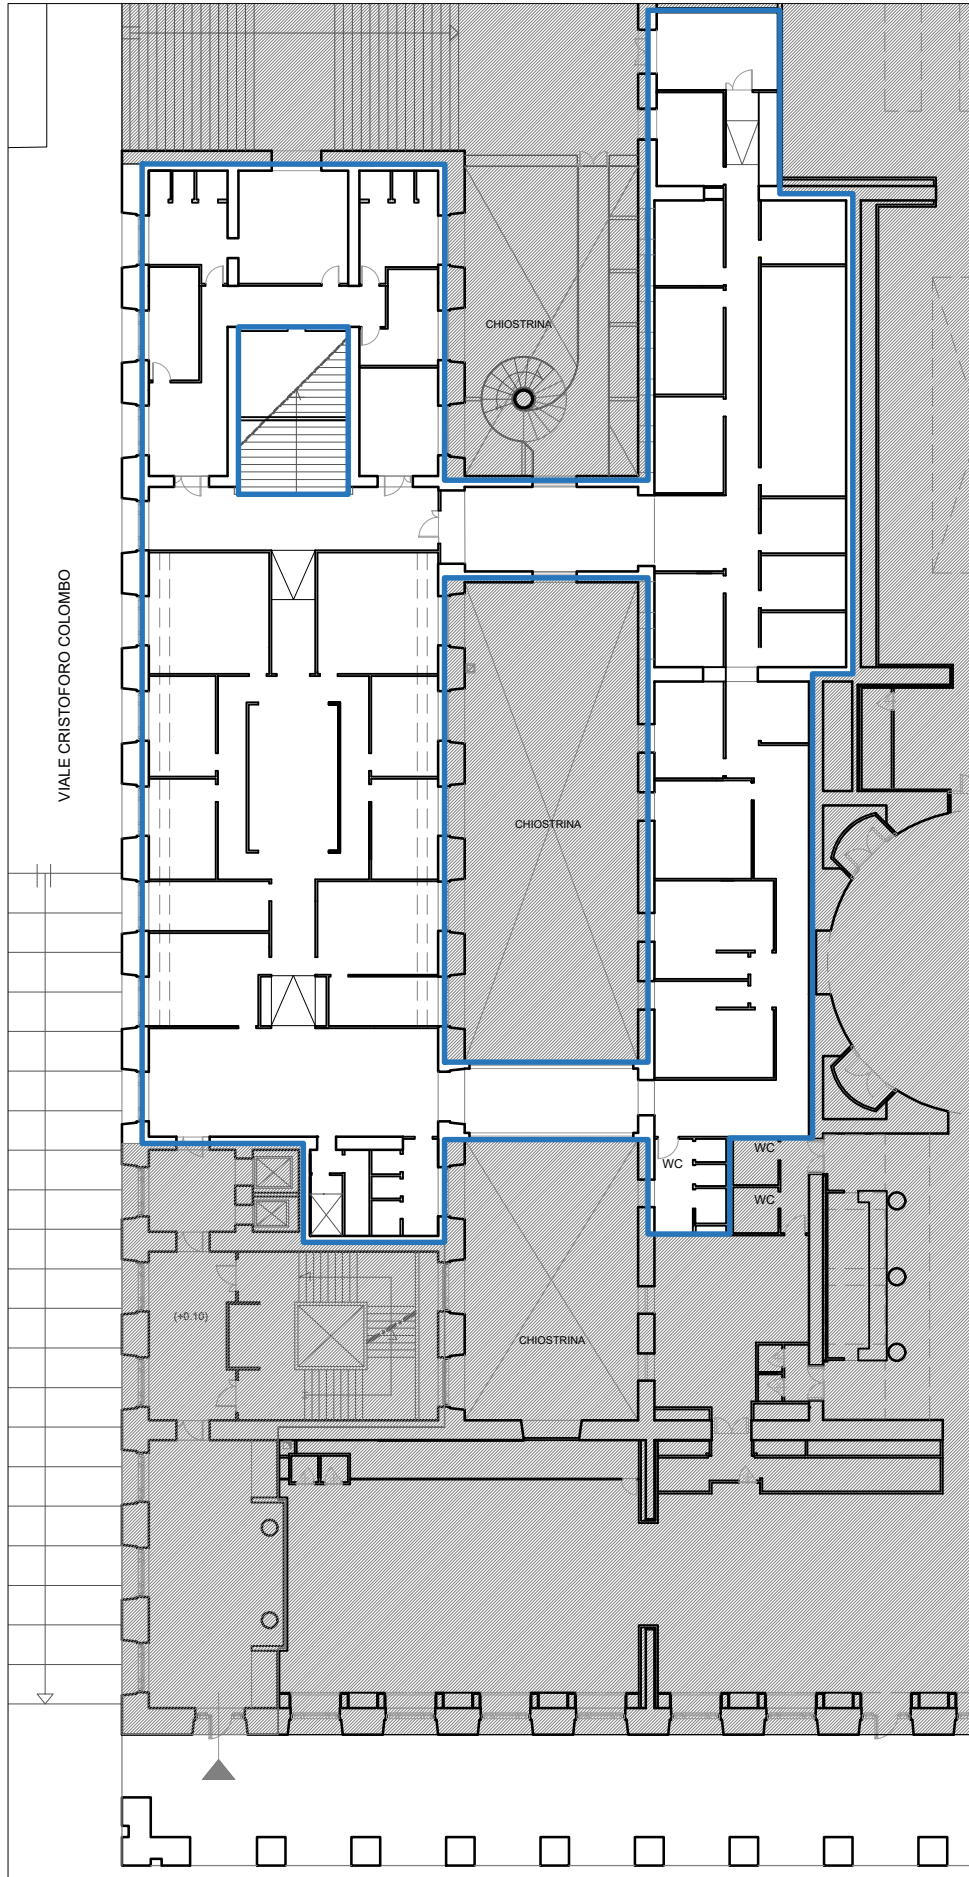 CHIOSTRINA
VIALE CRISTOFORO COLOMBO
CHIOSTRINA
WC
WC
WC
(+0.10)
CHIOSTRINA